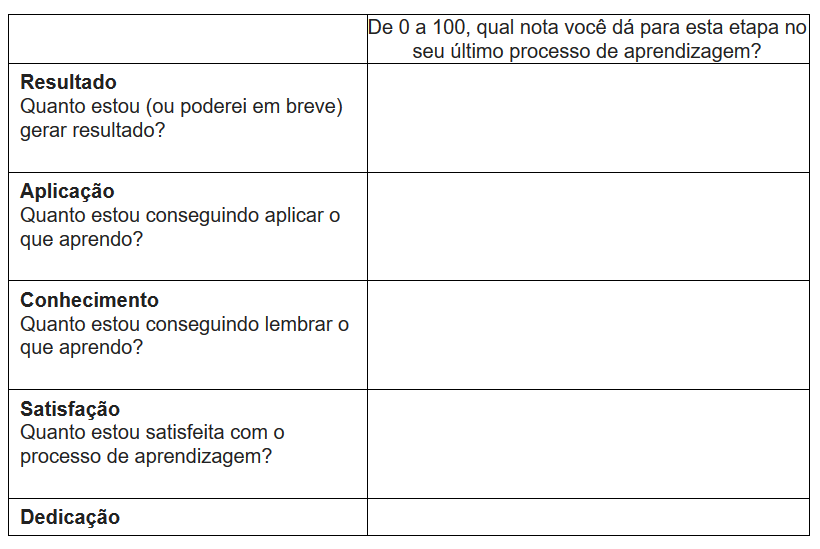 De 0 a 100, qual nota você dá para esta etapa no
seu último processo de aprendizagem?
Resultado
Quanto estou (ou poderei em breve)
gerar resultado?
Aplicação
Quanto estou conseguindo aplicar o
que aprendo?
Conhecimento
Quanto estou conseguindo lembrar o
que aprendo?
Satisfação
Quanto estou satisfeita com o
processo de aprendizagem?
Dedicação